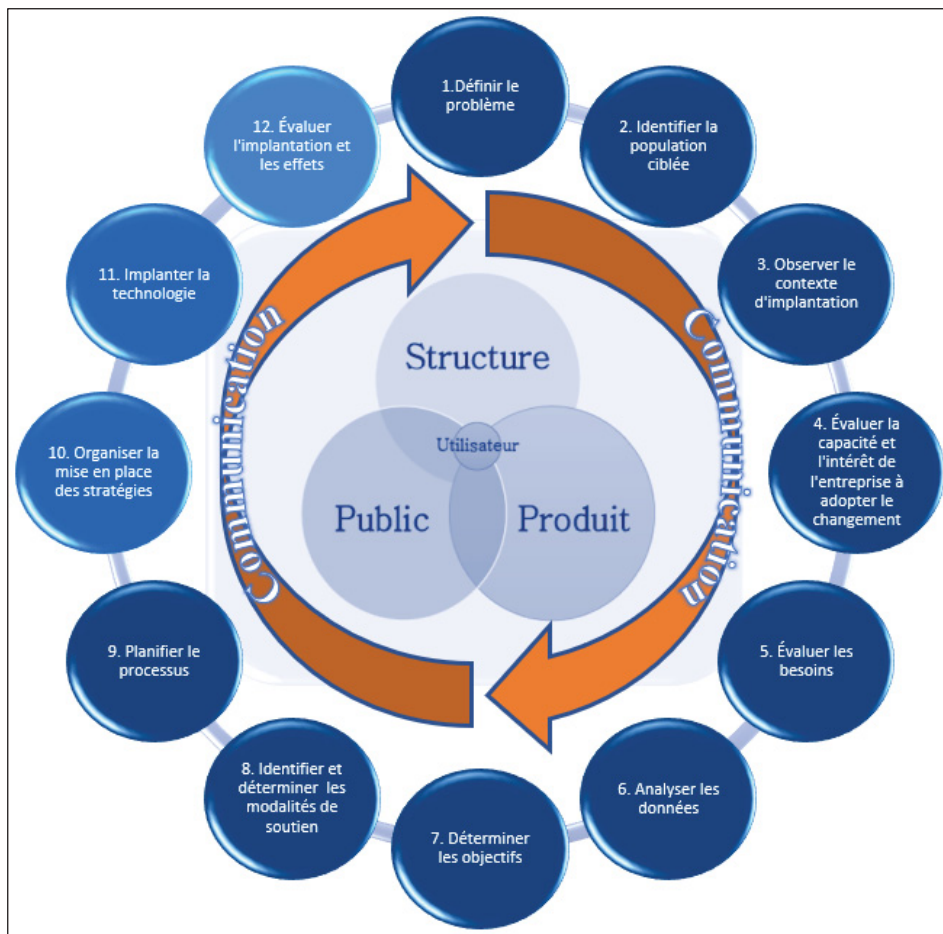 1.Définir le
problème
2. Identifier la
population
ciblée
3. Observer le
contexte
d'implantation
4. Évaluer la
capacité et
l'intérêt de
l'entreprise à
adopter le
changement
5. Évaluer les
besoins
6. Analyser les
données
7. Déterminer
les objectifs
8. Identifier et
déterminer les
modalités de
soutien
9. Planifier le
processus
10. Organiser la
mise en place
des stratégies
11. Implanter la
technologie
12. Évaluer
l'implantation et
les effets
Communication
Communication
Structure
Utilisateur
Public
Produit